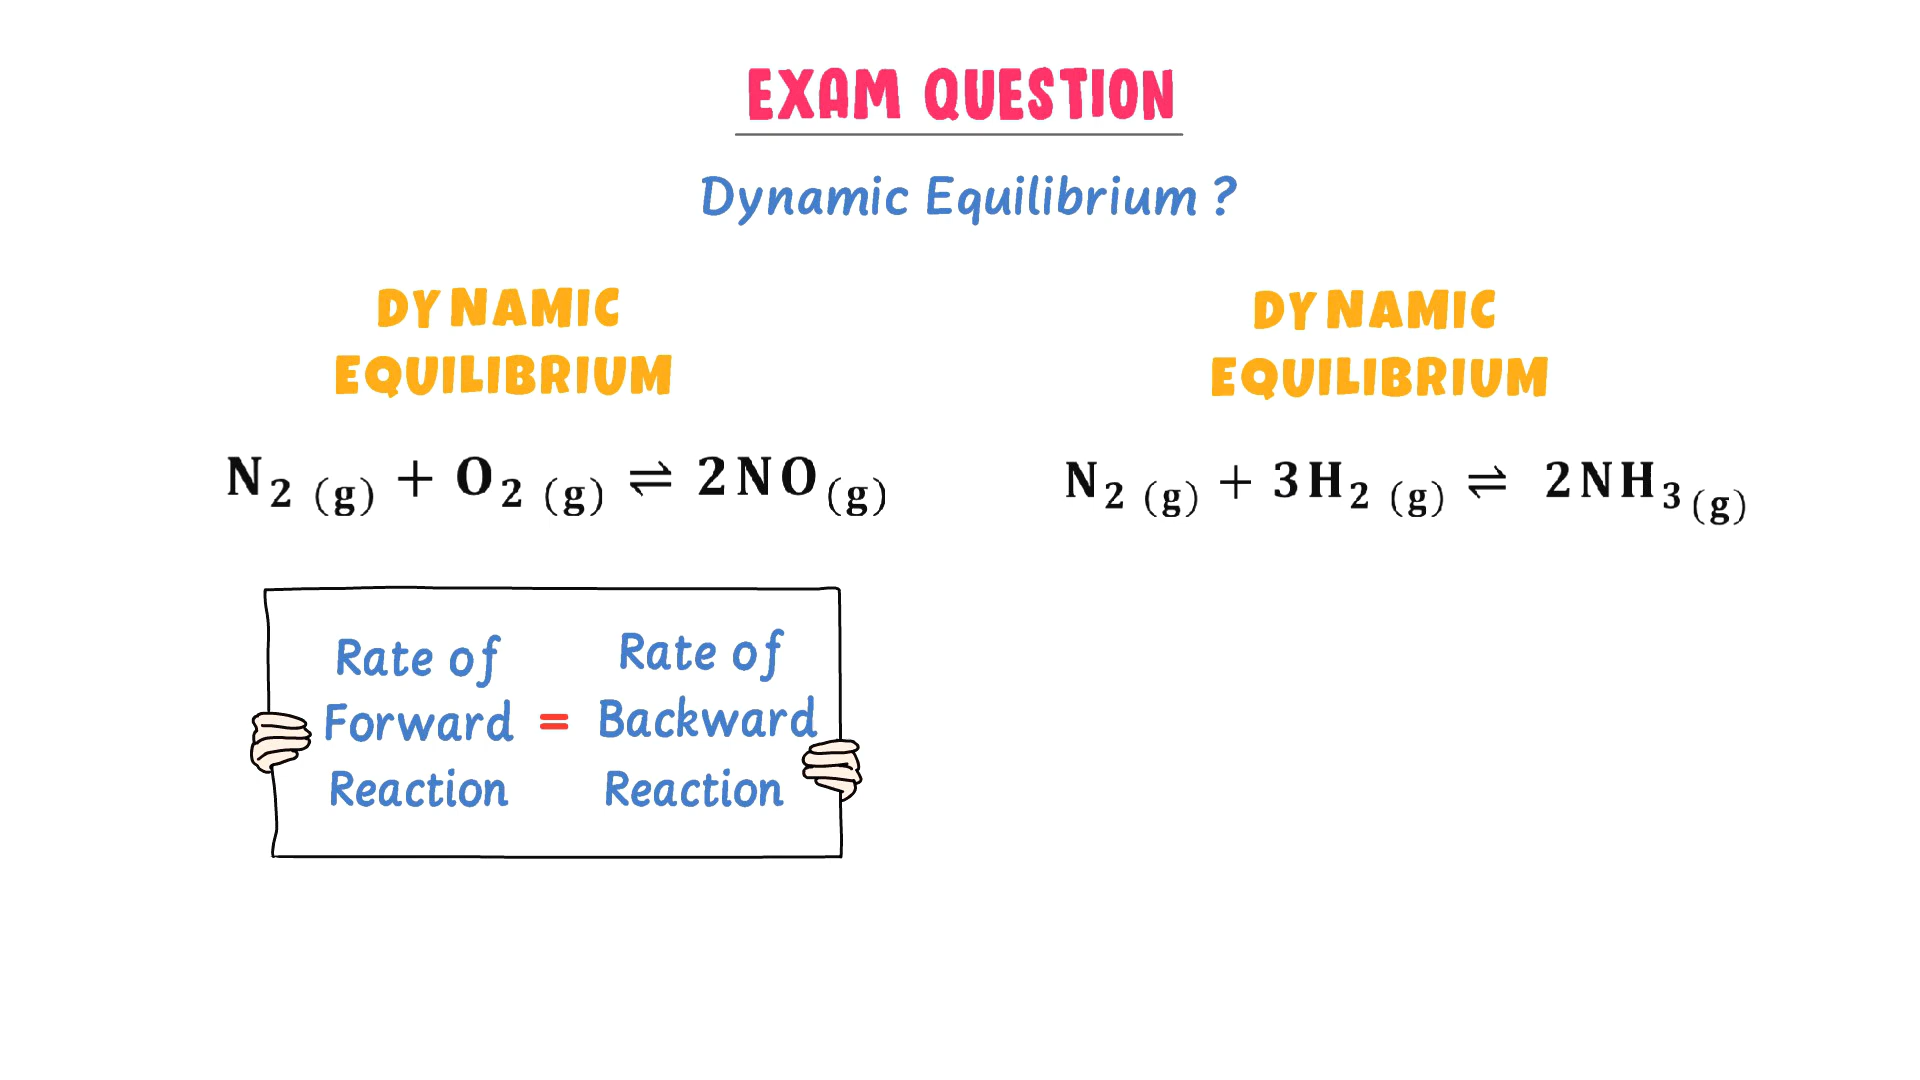 EXAM QUESTION
Dynamic Equilibrium ?
DYNAMIC
EQUILIBRIUM
N₂ (g) + O₂ (g) ⇌ 2NO(g)
Rate of
Forward
Reaction
=
Rate of
Backward
Reaction
DYNAMIC
EQUILIBRIUM
N₂ (g) + 3H₂ (g) ⇌ 2NH₃(g)